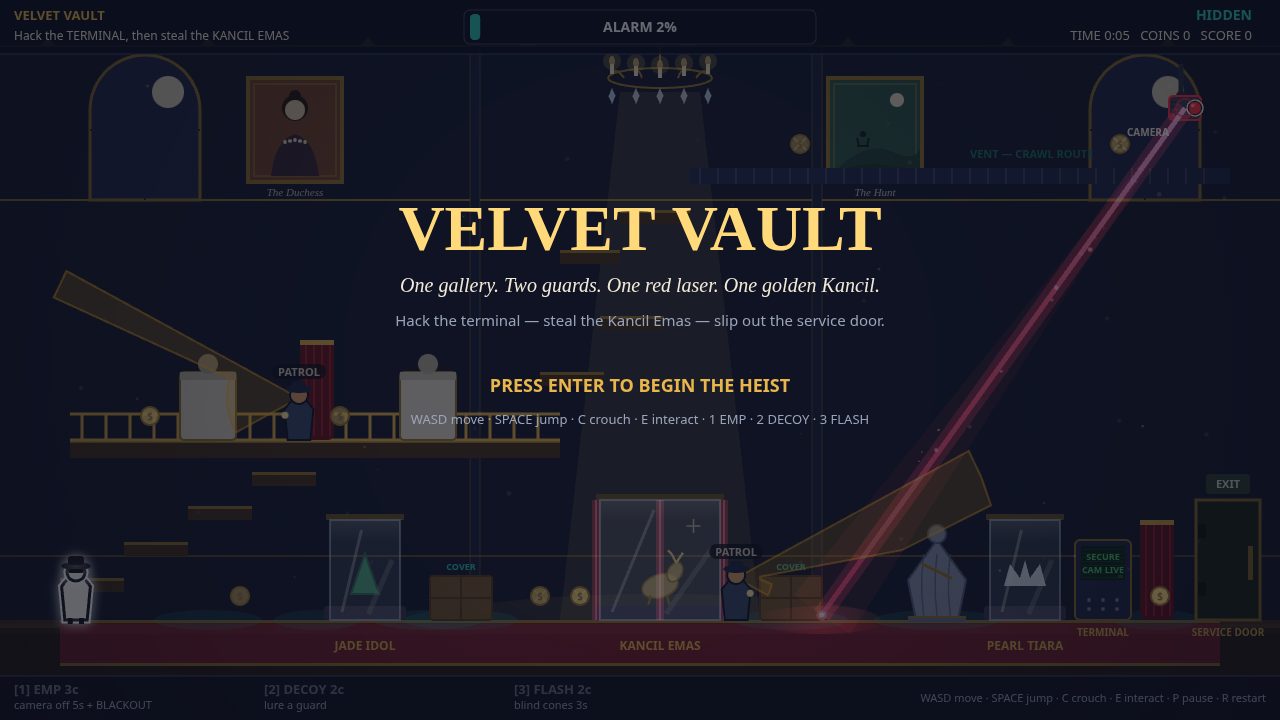 VELVET VAULT
Hack the TERMINAL, then steal the KANCIL EMAS
ALARM 2%
HIDDEN
TIME 0:05 COINS 0 SCORE 0
CAMERA
VENT — CRAWL ROUTE
The Duchess
The Hunt
VELVET VAULT
One gallery. Two guards. One red laser. One golden Kancil.
Hack the terminal — steal the Kancil Emas — slip out the service door.
PATROL
PRESS ENTER TO BEGIN THE HEIST
$
$
WASD move · SPACE jump · C crouch · E interact · 1 EMP · 2 DECOY · 3 FLASH
EXIT
PATROL
COVER
COVER
SECURE
CAM LIVE
$
$
$
$
TERMINAL
SERVICE DOOR
JADE IDOL
KANCIL EMAS
PEARL TIARA
[1] EMP 3c
camera off 5s + BLACKOUT
[2] DECOY 2c
lure a guard
[3] FLASH 2c
blind cones 3s
WASD move · SPACE jump · C crouch · E interact · P pause · R restart